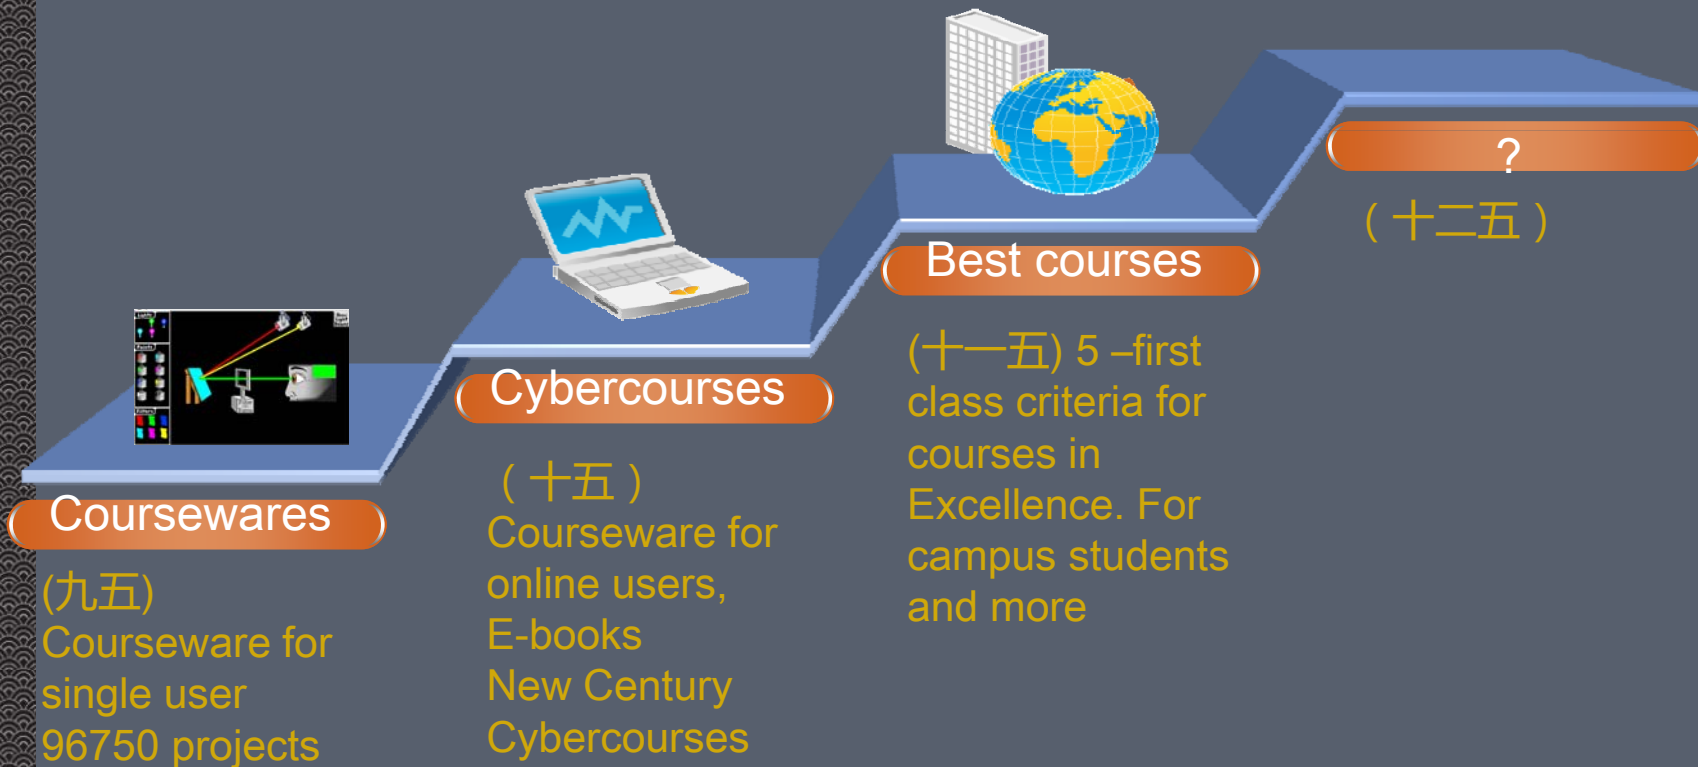 Coursewares
(九五)
Courseware for
single user
96750 projects
Cybercourses
( 十五 )
Courseware for
online users,
E-books
New Century
Cybercourses
Best courses
(十一五) 5 –first
class criteria for
courses in
Excellence. For
campus students
and more
?
( 十二五 )